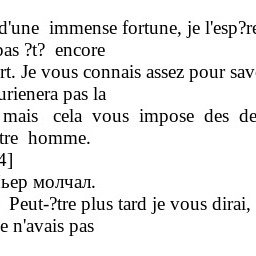 d'une immense fortune, je l'esp?re
pas ?t? encore
rt. Je vous connais assez pour sav
urienera pas la
mais cela vous impose des de
tre homme.
4]
ьер молчал.
Peut-?tre plus tard je vous dirai,
e n'avais pas